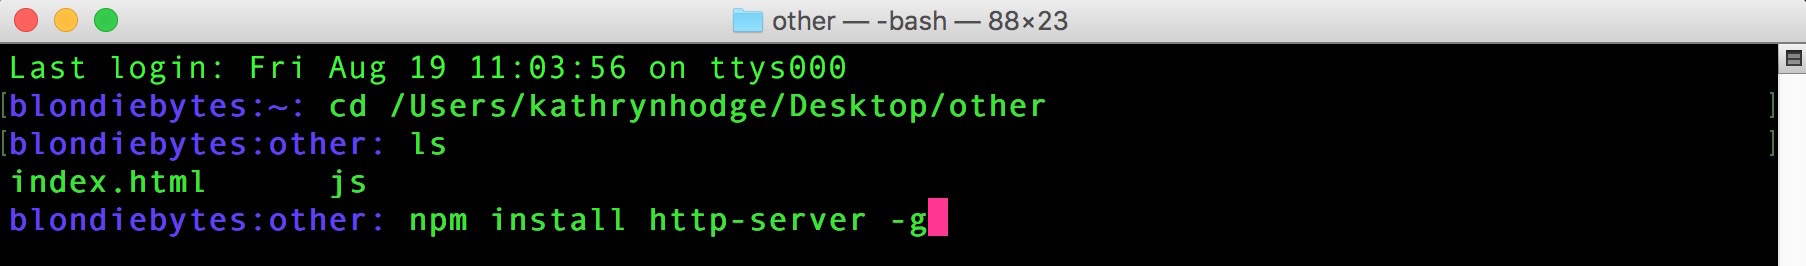 other — -bash — 88×23
Last login: Fri Aug 19 11:03:56 on ttys000
[blondiebytes:~: cd /Users/kathrynhodge/Desktop/other ]
[blondiebytes:other: ls ]
index.html js
blondiebytes:other: npm install http-server -g